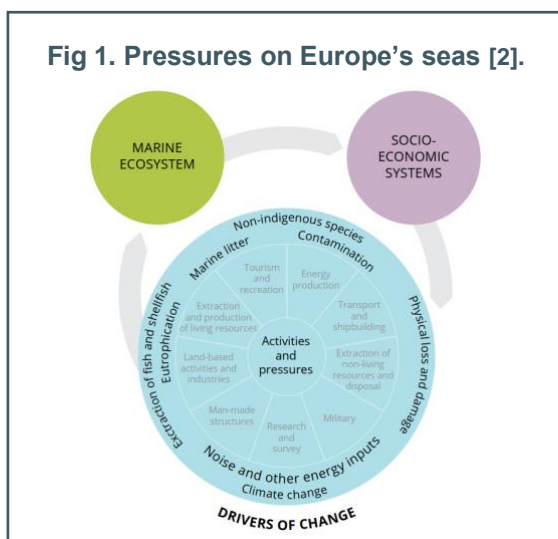 Fig 1. Pressures on Europe's seas [2].
MARINE
ECOSYSTEM
SOCIO-
ECONOMIC
SYSTEMS
Non-indigenous species
Marine litter
Contamination
Extraction of fish and shellfish
Eutrophication
Physical loss and damage
Tourism
and
recreation
Energy
production
Extraction
and production
of living resources
Transport
and
shipbuilding
Activities
and
pressures
Land-based
activities and
industries
Extraction of
non-living
resources and
disposal
Man-made
structures
Research
and
survey
Military
Noise and other energy inputs
Climate change
DRIVERS OF CHANGE